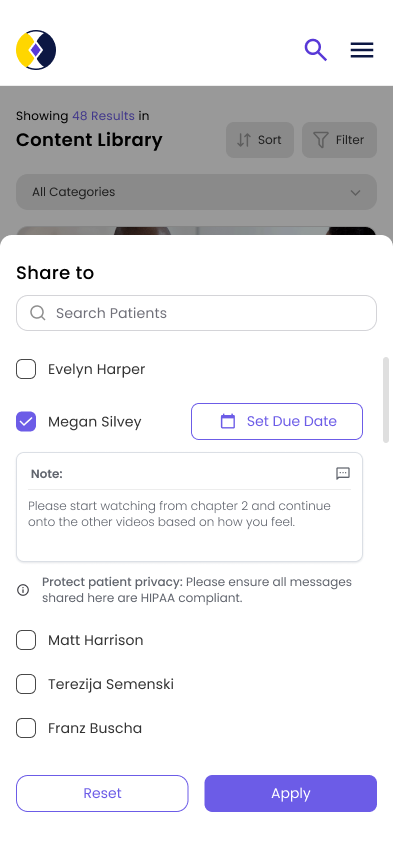 Showing 48 Results in
Content Library
Sort
Filter
All Categories
Share to
Search Patients
Evelyn Harper
Megan Silvey
Set Due Date
Note:
Please start watching from chapter 2 and continue
onto the other videos based on how you feel.
Protect patient privacy: Please ensure all messages
shared here are HIPAA compliant.
Matt Harrison
Terezija Semenski
Franz Buscha
Reset
Apply